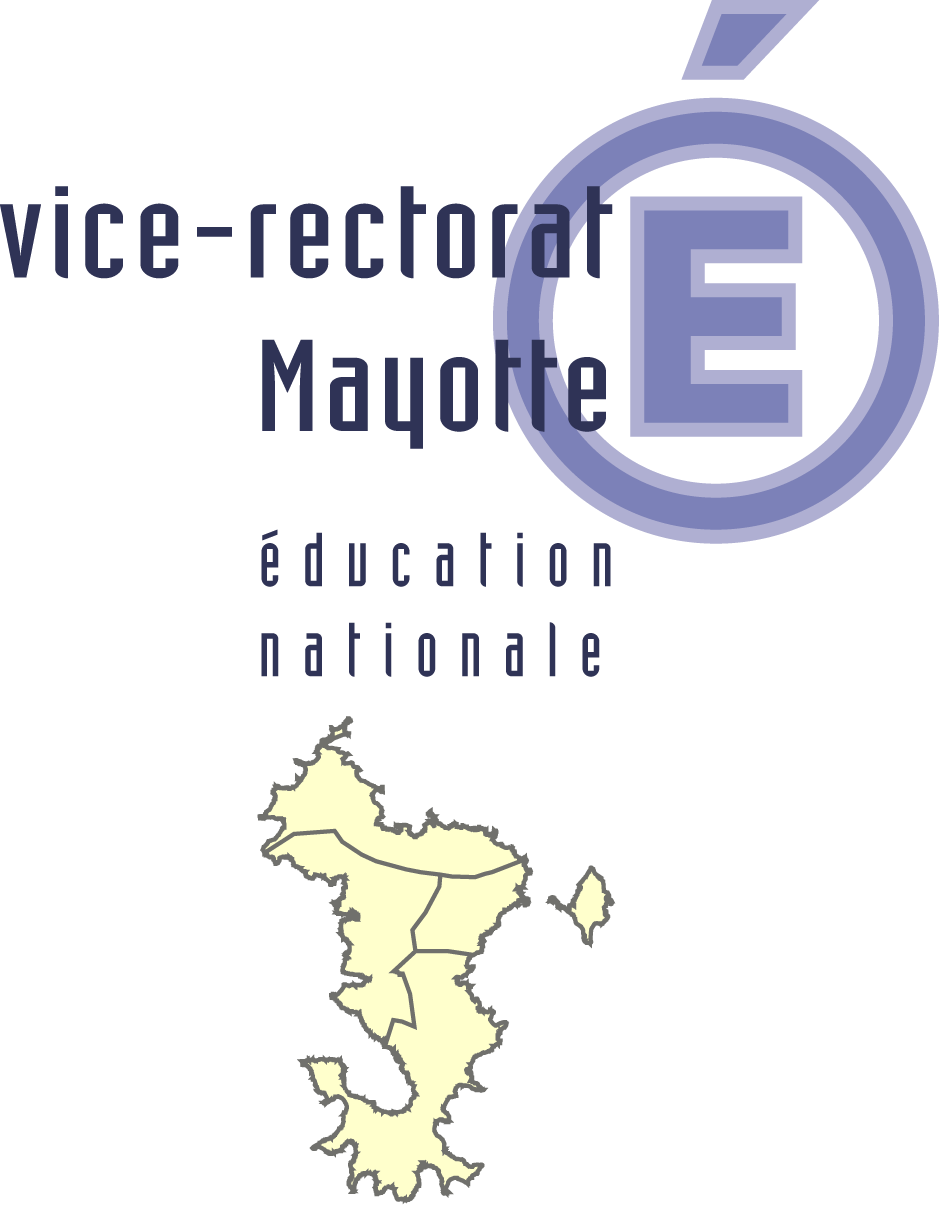 vice-rectorat
Mayotte
É
éducation
nationale